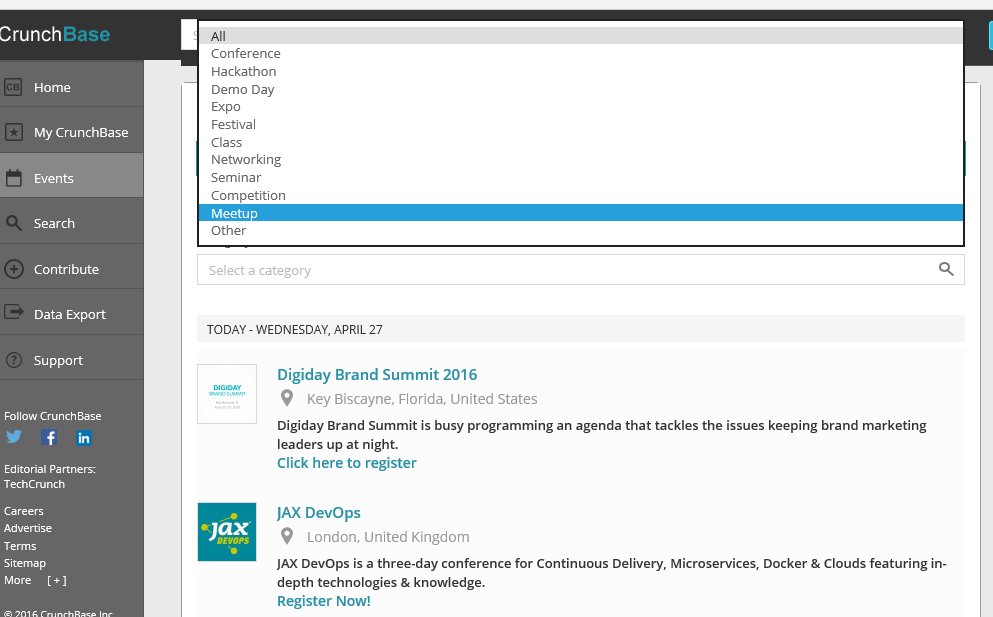 CrunchBase
All
Conference
Hackathon
Demo Day
Expo
Festival
Class
Networking
Seminar
Competition
Meetup
Other
CB
Home
My CrunchBase
Events
Search
Contribute
Data Export
Support
Follow CrunchBase
Editorial Partners:
TechCrunch
Careers
Advertise
Terms
Sitemap
More [ + ]
© 2016 CrunchBase Inc.
Select a category
TODAY - WEDNESDAY, APRIL 27
DIGIDAY
BRAND SUMMIT
Digiday Brand Summit 2016
Key Biscayne, Florida, United States
Digiday Brand Summit is busy programming an agenda that tackles the issues keeping brand marketing
leaders up at night.
Click here to register
jax
DEVOPS
JAX DevOps
London, United Kingdom
JAX DevOps is a three-day conference for Continuous Delivery, Microservices, Docker & Clouds featuring in-
depth technologies & knowledge.
Register Now!